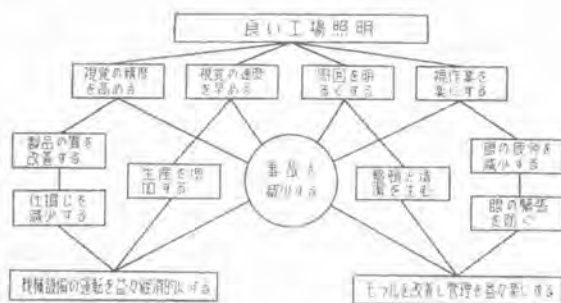 良い工場照明
視覚の精度
を高める
視覚の速度
を早める
周囲を明
るくする
視作業を
楽にする
製品の質を
改善する
生産を増
加する
事故を
減少する
整頓と清
潔を生む
眼の疲労を
減少する
仕損じを
減少する
眼の緊張
を防ぐ
機械設備の運転を益々経済的にする
モラルを改善し管理を益々楽にする